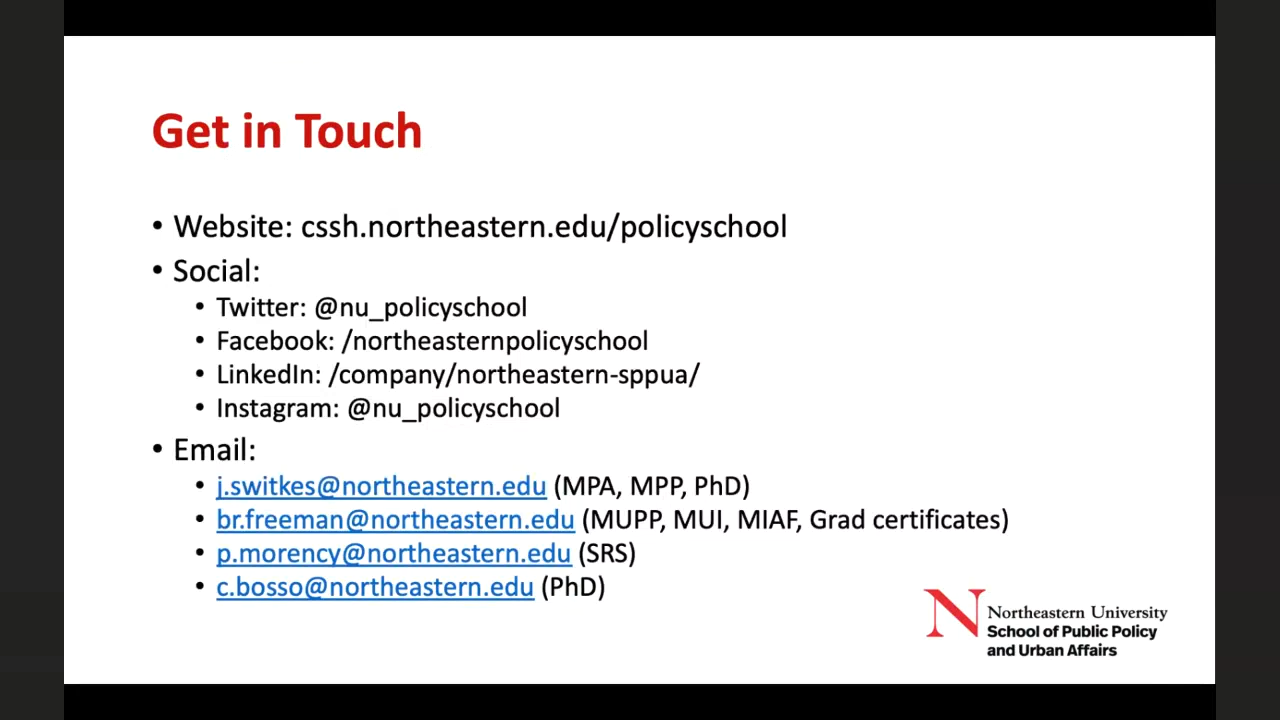 Get in Touch
• Website: cssh.northeastern.edu/policyschool
• Social:
• Twitter: @nu_policyschool
• Facebook: /northeasternpolicyschool
• LinkedIn: /company/northeastern-sppua/
• Instagram: @nu_policyschool
• Email:
• j.switkes@northeastern.edu (MPA, MPP, PhD)
• br.freeman@northeastern.edu (MUPP, MUI, MIAF, Grad certificates)
• p.morency@northeastern.edu (SRS)
• c.bosso@northeastern.edu (PhD)
N Northeastern University
School of Public Policy
and Urban Affairs